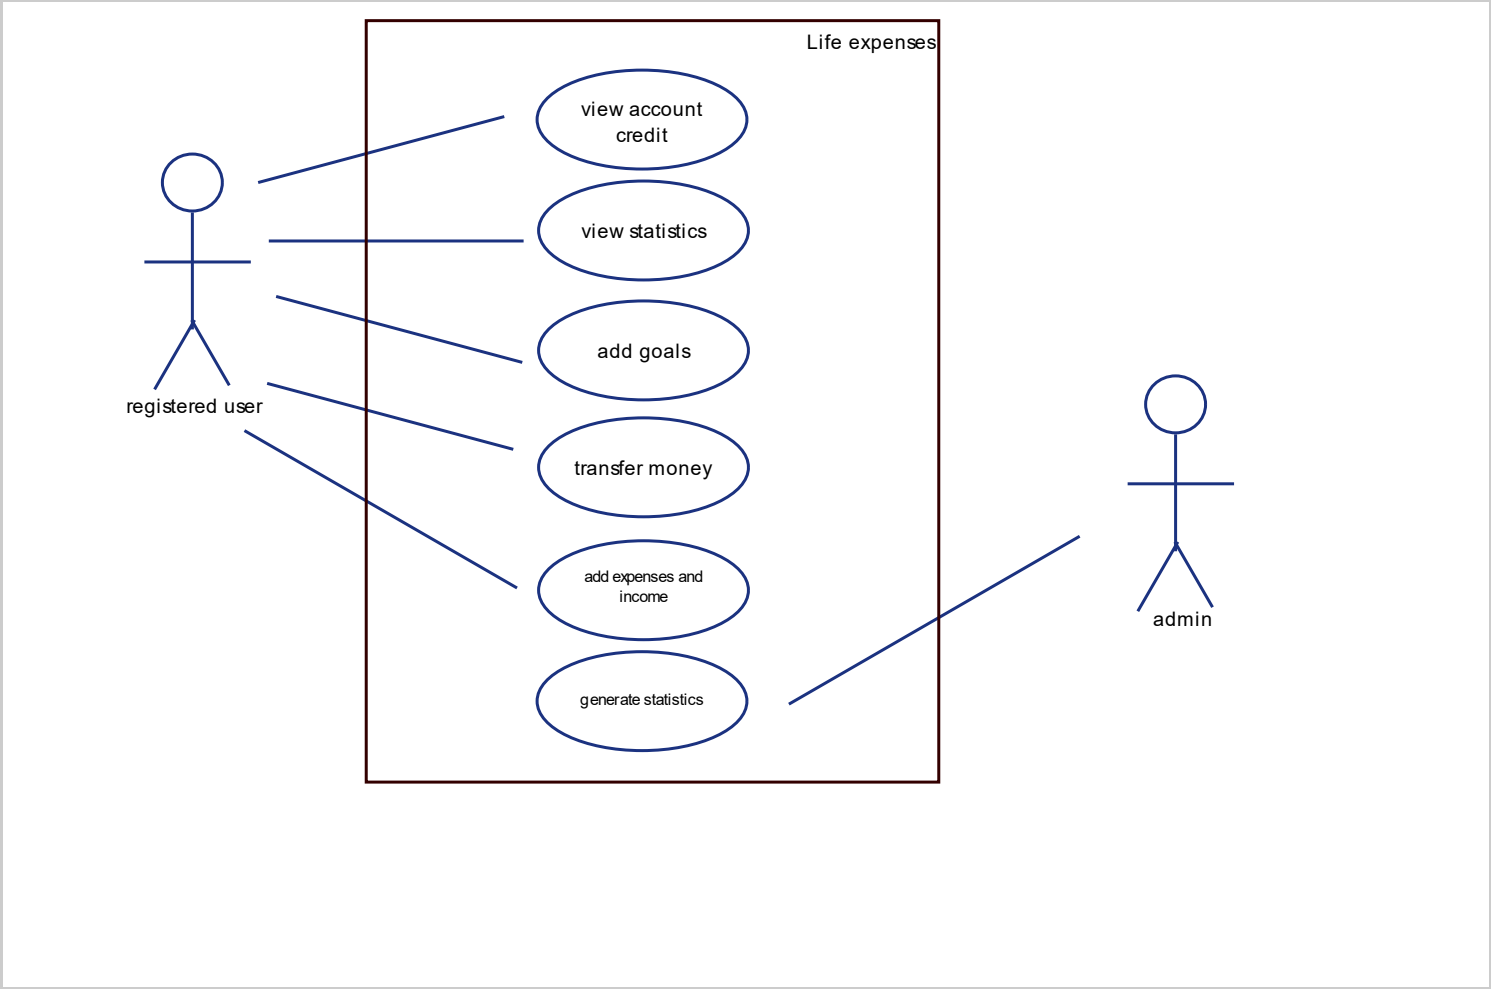 Life expenses
view account
credit
view statistics
add goals
registered user
transfer money
add expenses and
income
admin
generate statistics